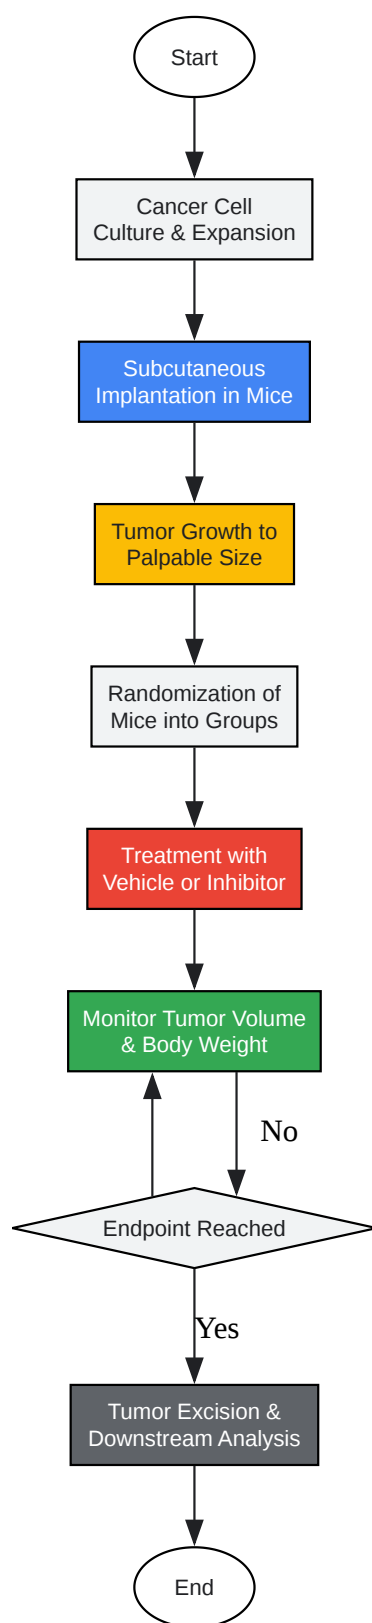 Start
Cancer Cell
Culture & Expansion
Subcutaneous
Implantation in Mice
Tumor Growth to
Palpable Size
Randomization of
Mice into Groups
Treatment with
Vehicle or Inhibitor
Monitor Tumor Volume
& Body Weight
No
Endpoint Reached
Yes
Tumor Excision &
Downstream Analysis
End